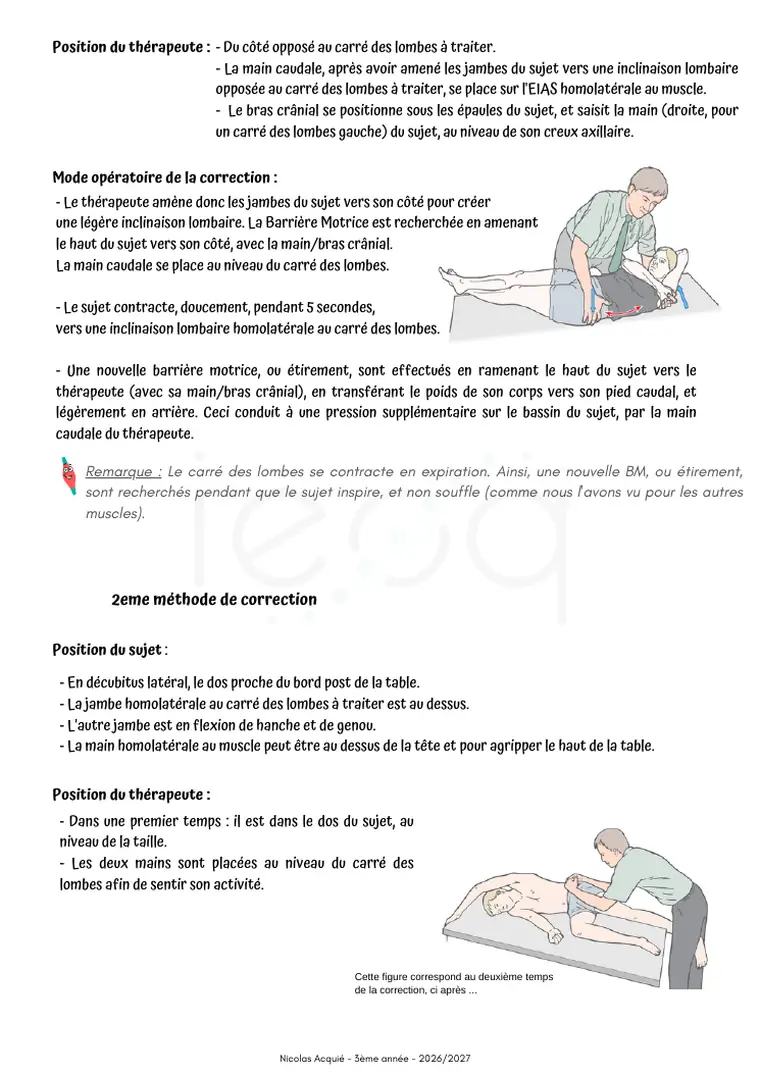 Position du thérapeute : - Du côté opposé au carré des lombes à traiter.
- La main caudale, après avoir amené les jambes du sujet vers une inclinaison lombaire
opposée au carré des lombes à traiter, se place sur l'EIAS homolatérale au muscle.
- Le bras crânial se positionne sous les épaules du sujet, et saisit la main (droite, pour
un carré des lombes gauche) du sujet, au niveau de son creux axillaire.
Mode opératoire de la correction :
- Le thérapeute amène donc les jambes du sujet vers son côté pour créer
une légère inclinaison lombaire. La Barrière Motrice est recherchée en amenant
le haut du sujet vers son côté, avec la main/bras crânial.
La main caudale se place au niveau du carré des lombes.
- Le sujet contracte, doucement, pendant 5 secondes,
vers une inclinaison lombaire homolatérale au carré des lombes.
- Une nouvelle barrière motrice, ou étirement, sont effectués en ramenant le haut du sujet vers le
thérapeute (avec sa main/bras crânial), en transférant le poids de son corps vers son pied caudal, et
légèrement en arrière. Ceci conduit à une pression supplémentaire sur le bassin du sujet, par la main
caudale du thérapeute.
Remarque : Le carré des lombes se contracte en expiration. Ainsi, une nouvelle BM, ou étirement,
sont recherchés pendant que le sujet inspire, et non souffle (comme nous l'avons vu pour les autres
muscles).
ieoq
2eme méthode de correction
Position du sujet :
- En décubitus latéral, le dos proche du bord post de la table.
- La jambe homolatérale au carré des lombes à traiter est au dessus.
- L'autre jambe est en flexion de hanche et de genou.
- La main homolatérale au muscle peut être au dessus de la tête et pour agripper le haut de la table.
Position du thérapeute :
- Dans une premier temps : il est dans le dos du sujet, au
niveau de la taille.
- Les deux mains sont placées au niveau du carré des
lombes afin de sentir son activité.
Cette figure correspond au deuxième temps
de la correction, ci après ...
Nicolas Acquié - 3ème année - 2026/2027